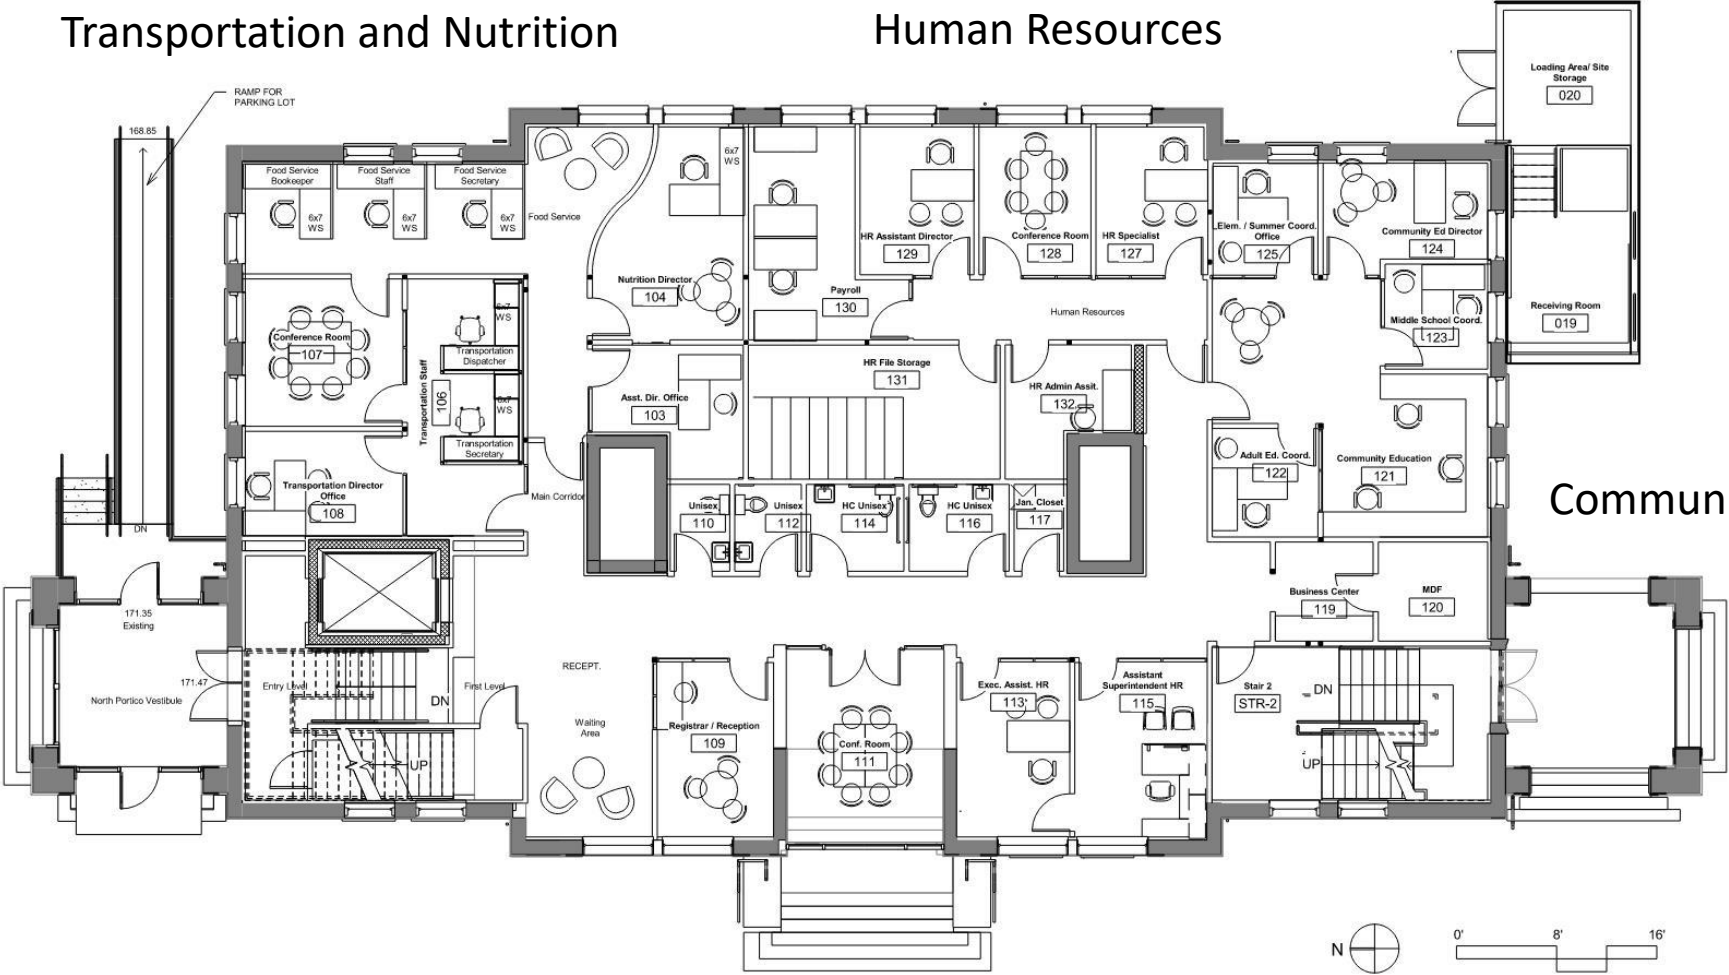 Transportation and Nutrition
Human Resources
RAMP FOR
PARKING LOT
168.85
Loading Area/ Site
Storage
020
Food Service
Bookeeper
Food Service
Staff
Food Service
Secretary
6x7
WS
6x7
WS
6x7
WS
6x7
WS
Food Service
Nutrition Director
104
HR Assistant Director
129
Conference Room
128
HR Specialist
127
Elem. / Summer Coord.
Office
125
Community Ed Director
124
Payroll
130
Human Resources
Middle School Coord.
123
Receiving Room
019
Conference Room
107
6x7
WS
Transportation
Dispatcher
Transportation Staff
106
6x7
WS
Transportation
Secretary
Asst. Dir. Office
103
HR File Storage
131
HR Admin Assit.
132
Adult Ed. Coord.
122
Community Education
121
Commun
Transportation Director
Office
108
Main Corridor
Unisex
110
Unisex
112
HC Unisex
114
HC Unisex
116
Jan. Closet
117
DN
171.35
Existing
Business Center
119
MDF
120
North Portico Vestibule
171.47
Entry Level
DN
First Level
UP
RECEPT.
Waiting
Area
Registrar / Reception
109
Conf. Room
111
Exec. Assist. HR
113
Assistant
Superintendent HR
115
Stair 2
STR-2
DN
UP
N
0'
8'
16'